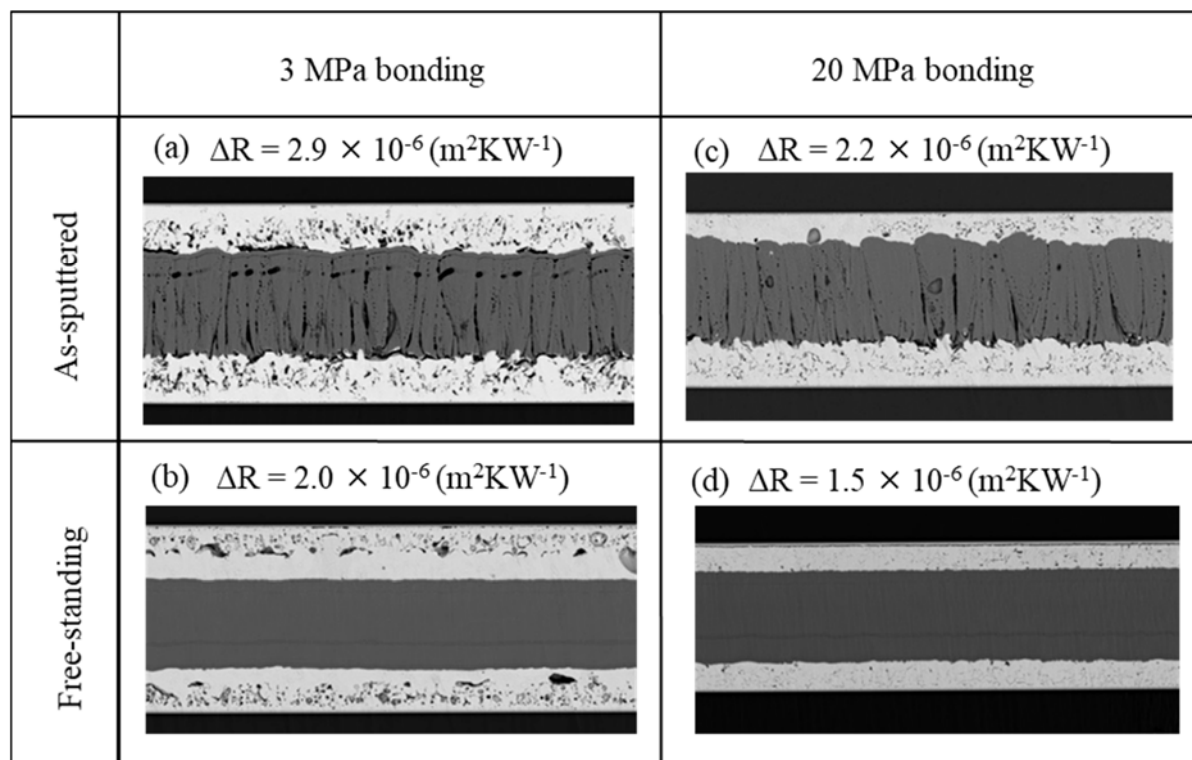 3 MPa bonding
20 MPa bonding
As-sputtered
(a) ΔR = 2.9 × 10⁻⁶ (m²KW⁻¹)
(c) ΔR = 2.2 × 10⁻⁶ (m²KW⁻¹)
Free-standing
(b) ΔR = 2.0 × 10⁻⁶ (m²KW⁻¹)
(d) ΔR = 1.5 × 10⁻⁶ (m²KW⁻¹)